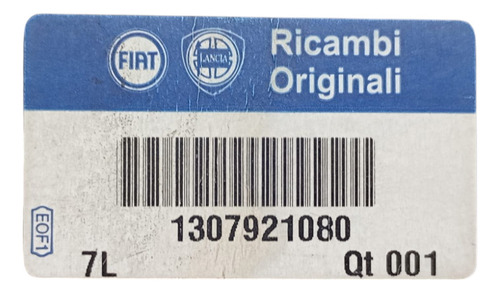 FIAT
LANCIA
Ricambi
Originali
1307921080
EOF1
7L Qt 001